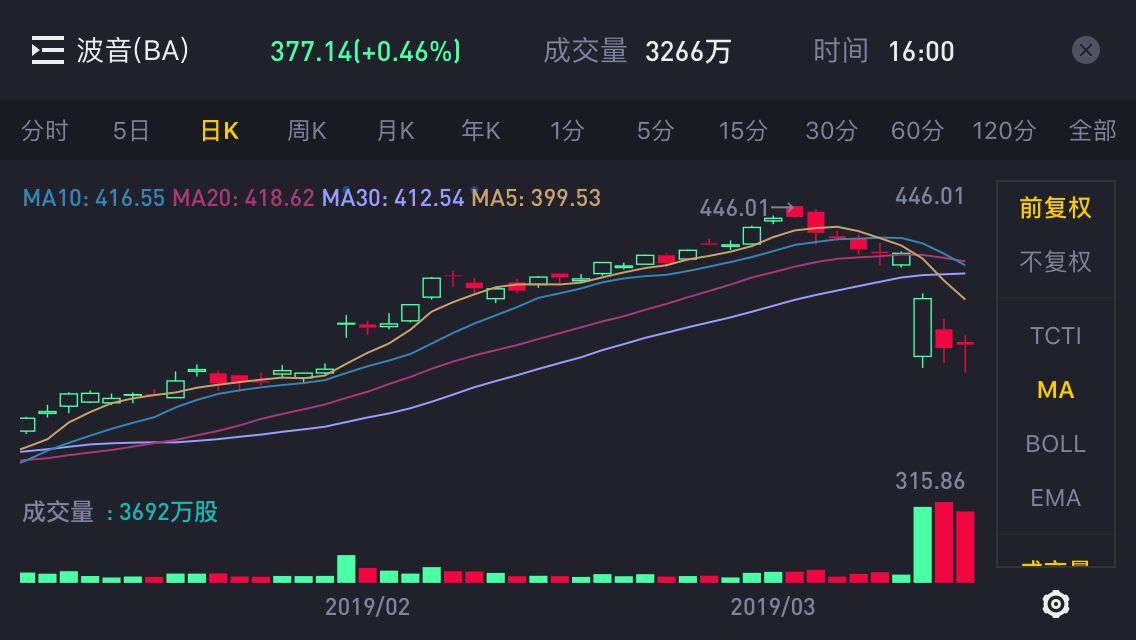 波音(BA) 377.14(+0.46%) 成交量 3266万 时间 16:00
分时 5日 日K 周K 月K 年K 1分 5分 15分 30分 60分 120分 全部
MA10: 416.55 MA20: 418.62 MA30: 412.54 MA5: 399.53
446.01→ 446.01
前复权
不复权
TCTI
MA
BOLL
EMA
成交量
315.86
成交量 : 3692万股
2019/02 2019/03